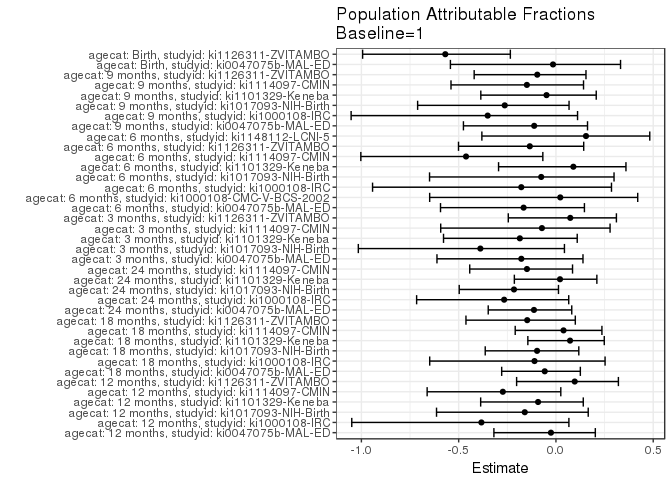 Population Attributable Fractions
Baseline=1
agecat: Birth, studyid: ki1126311-ZVITAMBO
agecat: Birth, studyid: ki0047075b-MAL-ED
agecat: 9 months, studyid: ki1126311-ZVITAMBO
agecat: 9 months, studyid: ki1114097-CMIN
agecat: 9 months, studyid: ki1101329-Keneba
agecat: 9 months, studyid: ki1017093-NIH-Birth
agecat: 9 months, studyid: ki1000108-IRC
agecat: 9 months, studyid: ki0047075b-MAL-ED
agecat: 6 months, studyid: ki1148112-LCNI-5
agecat: 6 months, studyid: ki1126311-ZVITAMBO
agecat: 6 months, studyid: ki1114097-CMIN
agecat: 6 months, studyid: ki1101329-Keneba
agecat: 6 months, studyid: ki1017093-NIH-Birth
agecat: 6 months, studyid: ki1000108-IRC
agecat: 6 months, studyid: ki1000108-CMC-V-BCS-2002
agecat: 6 months, studyid: ki0047075b-MAL-ED
agecat: 3 months, studyid: ki1126311-ZVITAMBO
agecat: 3 months, studyid: ki1114097-CMIN
agecat: 3 months, studyid: ki1101329-Keneba
agecat: 3 months, studyid: ki1017093-NIH-Birth
agecat: 3 months, studyid: ki0047075b-MAL-ED
agecat: 24 months, studyid: ki1114097-CMIN
agecat: 24 months, studyid: ki1101329-Keneba
agecat: 24 months, studyid: ki1017093-NIH-Birth
agecat: 24 months, studyid: ki1000108-IRC
agecat: 24 months, studyid: ki0047075b-MAL-ED
agecat: 18 months, studyid: ki1126311-ZVITAMBO
agecat: 18 months, studyid: ki1114097-CMIN
agecat: 18 months, studyid: ki1101329-Keneba
agecat: 18 months, studyid: ki1017093-NIH-Birth
agecat: 18 months, studyid: ki1000108-IRC
agecat: 18 months, studyid: ki0047075b-MAL-ED
agecat: 12 months, studyid: ki1126311-ZVITAMBO
agecat: 12 months, studyid: ki1114097-CMIN
agecat: 12 months, studyid: ki1101329-Keneba
agecat: 12 months, studyid: ki1017093-NIH-Birth
agecat: 12 months, studyid: ki1000108-IRC
agecat: 12 months, studyid: ki0047075b-MAL-ED
-1.0 -0.5 0.0 0.5
Estimate